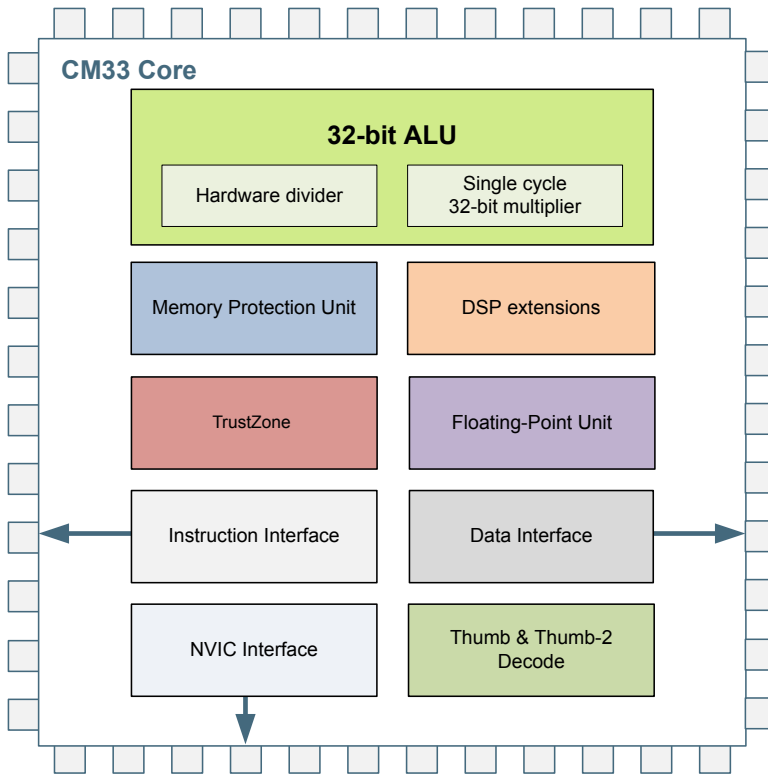 CM33 Core
32-bit ALU
Hardware divider
Single cycle
32-bit multiplier
Memory Protection Unit
DSP extensions
TrustZone
Floating-Point Unit
Instruction Interface
Data Interface
NVIC Interface
Thumb & Thumb-2
Decode